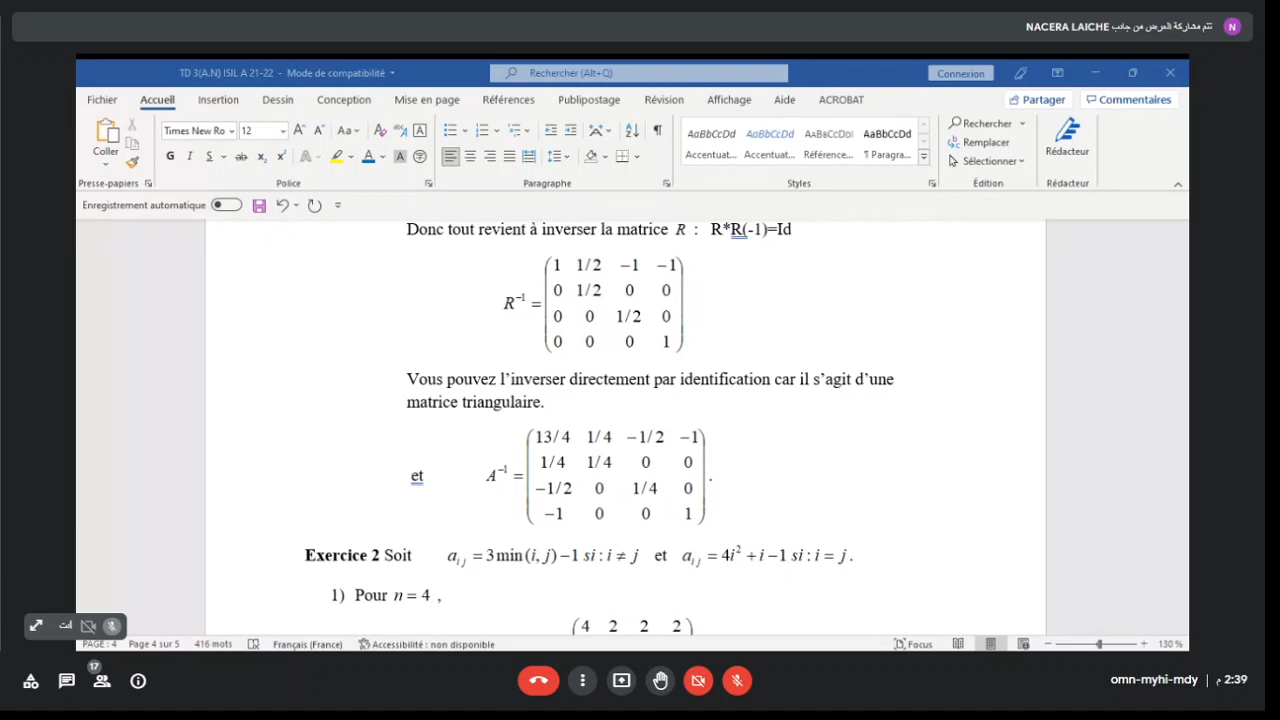 تتم مشاركة العرض من جانب NACERA LAICHE
N
TD 3(A.N) ISIL A 21-22 - Mode de compatibilité
Rechercher (Alt+Q)
Connexion
Fichier Accueil Insertion Dessin Conception Mise en page Références Publipostage Révision Affichage Aide ACROBAT
Partager Commentaires
Coller
Times New Ro 12
AaBbCcDd AaBbCcDd AaBbCcDd AaBbCcDd
Accentuat... Accentuat... Référence... ¶ Paragra...
Rechercher
Remplacer
Sélectionner
Rédacteur
Presse-papiers Police Paragraphe Styles Édition Rédacteur
Enregistrement automatique
Donc tout revient à inverser la matrice R : R*R(-1)=Id
R⁻¹ =
1 1/2 −1 −1
0 1/2 0 0
0 0 1/2 0
0 0 0 1
Vous pouvez l’inverser directement par identification car il s’agit d’une
matrice triangulaire.
et A⁻¹ =
13/4 1/4 −1/2 −1
1/4 1/4 0 0
−1/2 0 1/4 0
−1 0 0 1
.
Exercice 2 Soit a_{ij} = 3min(i, j) −1 si : i ≠ j et a_{ij} = 4i² + i −1 si : i = j.
1) Pour n = 4 ,
4 2 2 2
انت
PAGE : 4 Page 4 sur 5 416 mots Français (France) Accessibilité : non disponible
Focus
130 %
17
omn-myhi-mdy | 2:39 م